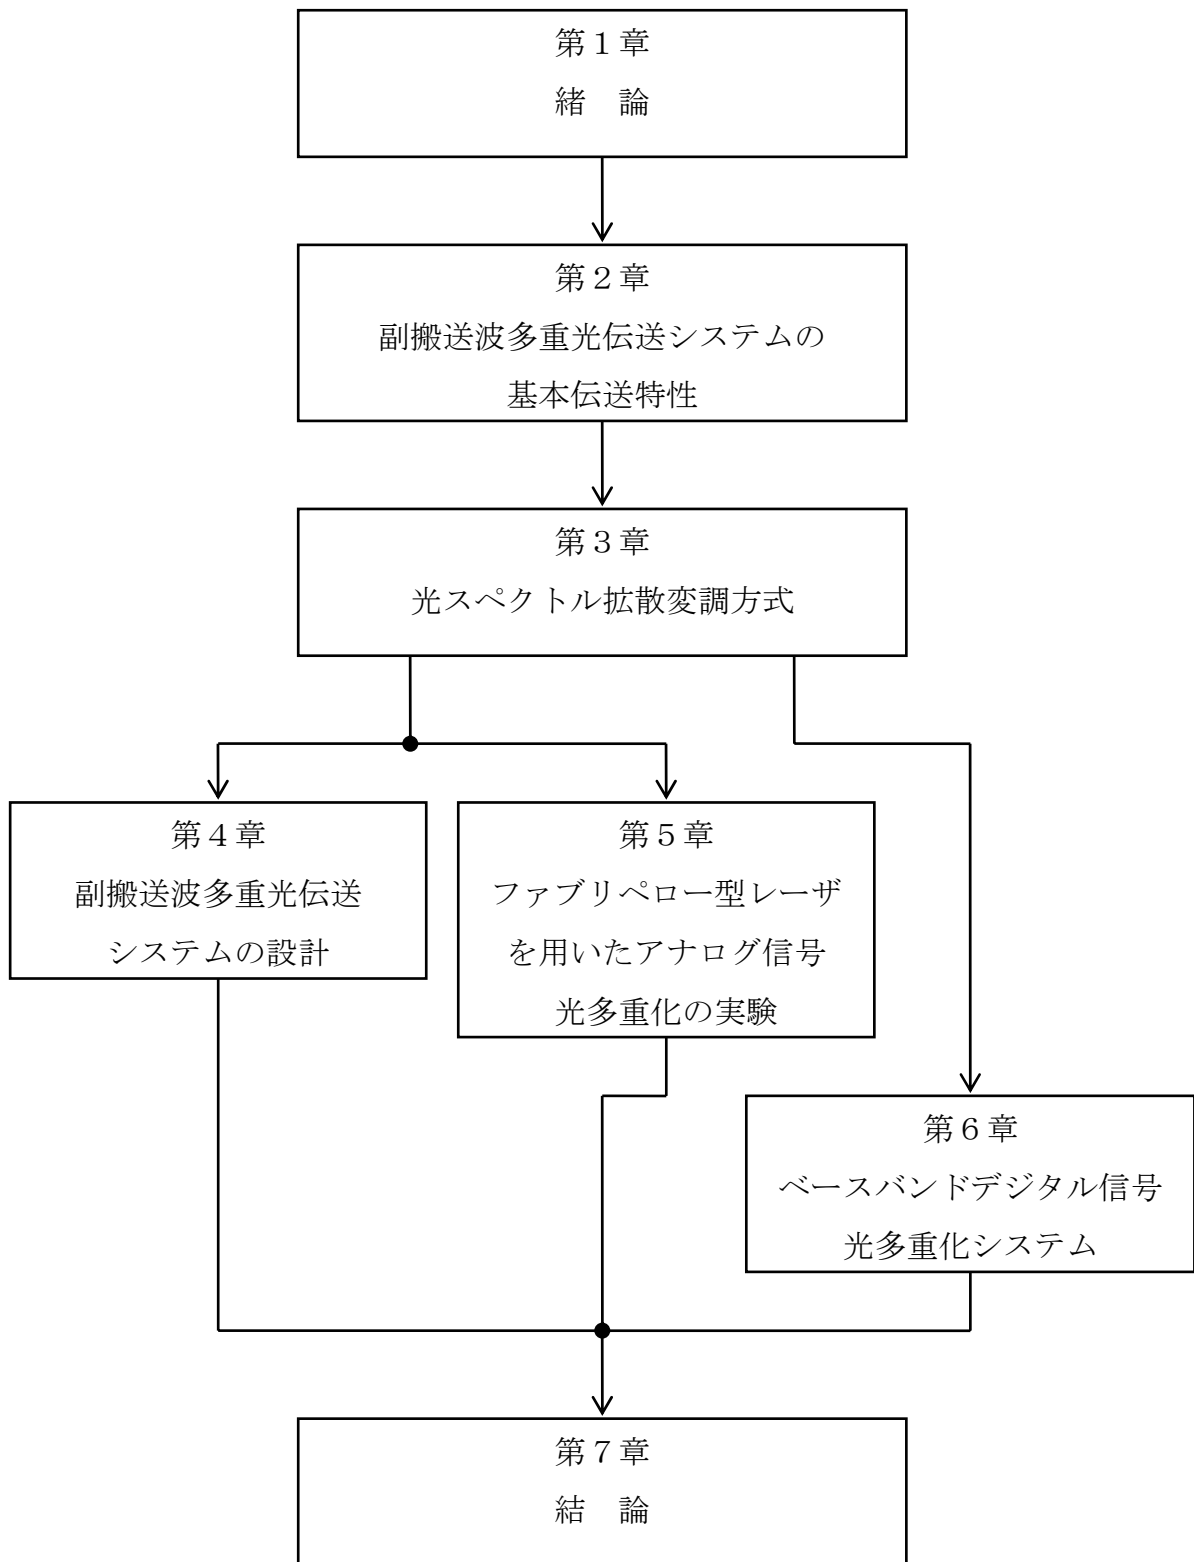 第１章
緒　論
第２章
副搬送波多重光伝送システムの
基本伝送特性
第３章
光スペクトル拡散変調方式
第４章
副搬送波多重光伝送
システムの設計
第５章
ファブリペロー型レーザ
を用いたアナログ信号
光多重化の実験
第６章
ベースバンドデジタル信号
光多重化システム
第７章
結　論